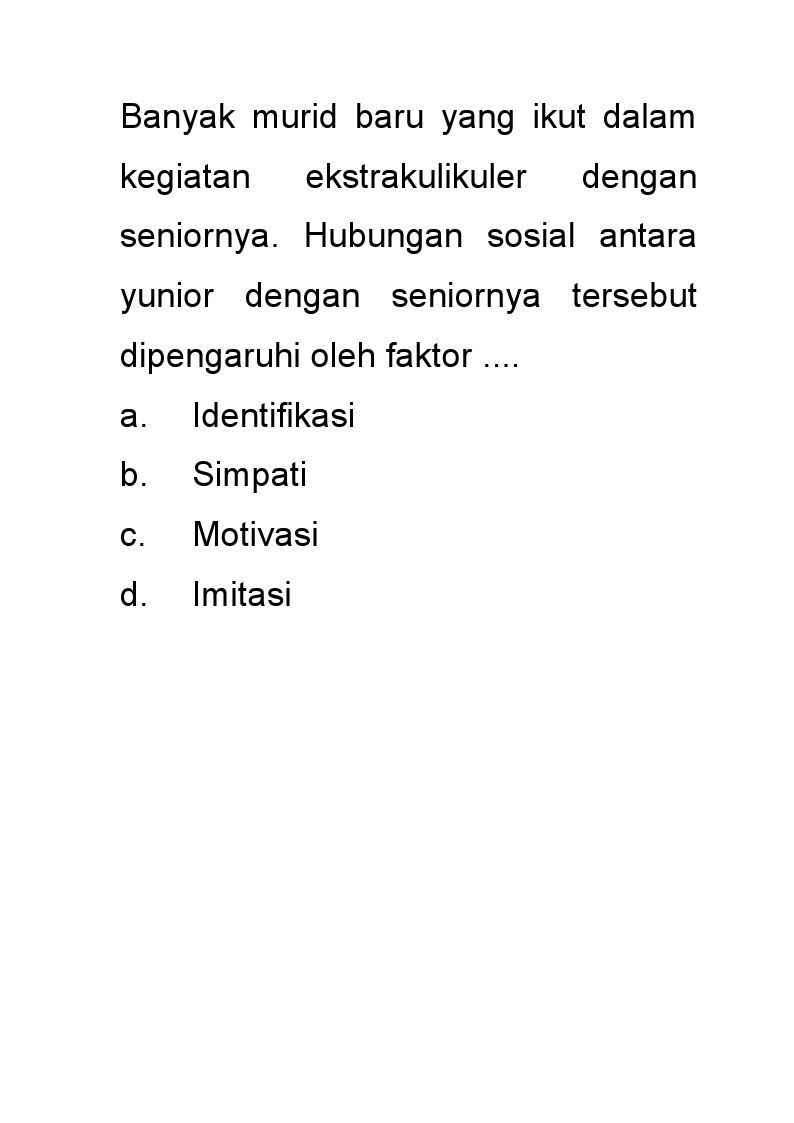 Banyak murid baru yang ikut dalam
kegiatan ekstrakulikuler dengan
seniornya. Hubungan sosial antara
yunior dengan seniornya tersebut
dipengaruhi oleh faktor ....
a. Identifikasi
b. Simpati
c. Motivasi
d. Imitasi